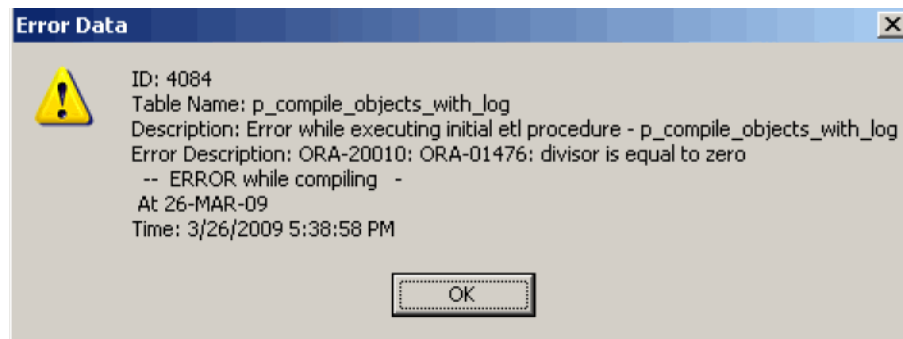 Error Data
ID: 4084
Table Name: p_compile_objects_with_log
Description: Error while executing initial etl procedure - p_compile_objects_with_log
Error Description: ORA-20010: ORA-01476: divisor is equal to zero
-- ERROR while compiling -
At 26-MAR-09
Time: 3/26/2009 5:38:58 PM
OK